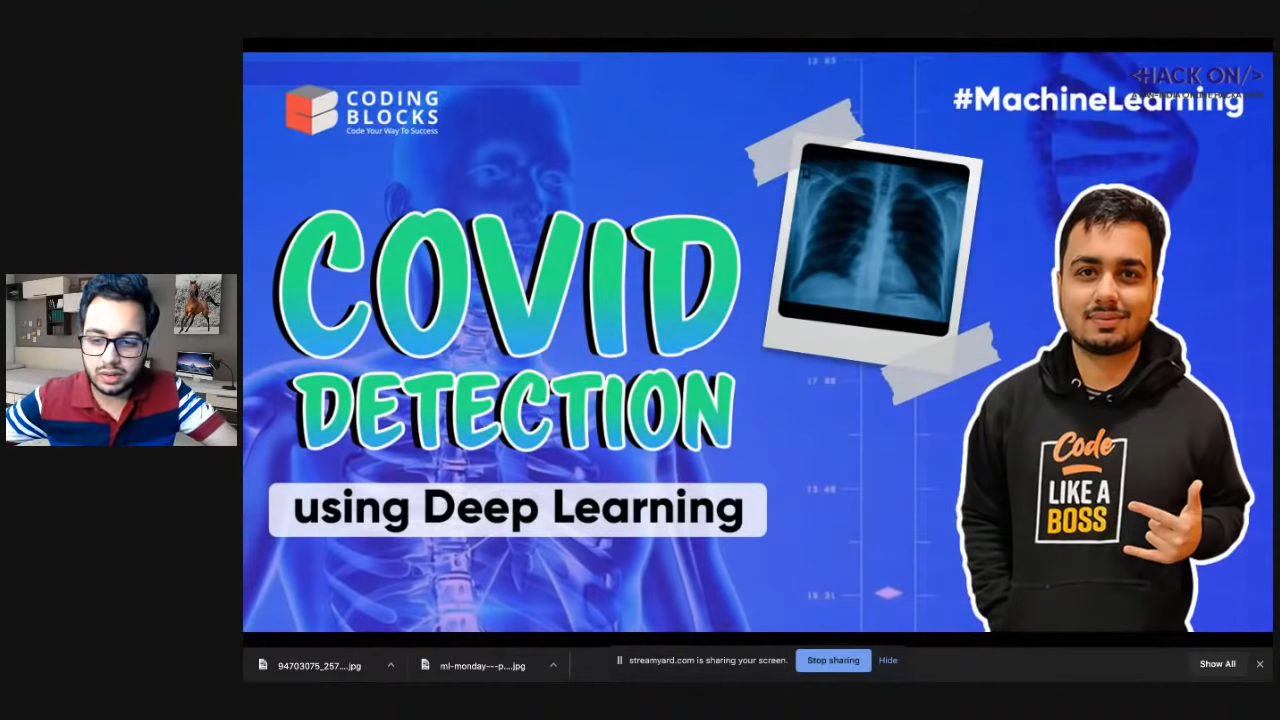 CODING
BLOCKS
Code Your Way To Success
<HACK ON/>
#MachineLearning
COVID
DETECTION
using Deep Learning
Code
LIKE A
BOSS
94703075_257....jpg
ml-monday---p....jpg
streamyard.com is sharing your screen.
Stop sharing
Hide
Show All